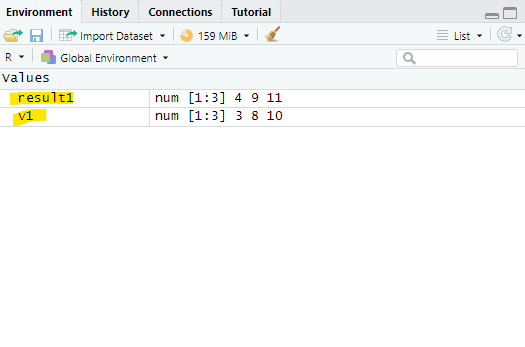 Environment History Connections Tutorial
Import Dataset 159 MiB List
R Global Environment
Values
result1 num [1:3] 4 9 11
v1 num [1:3] 3 8 10